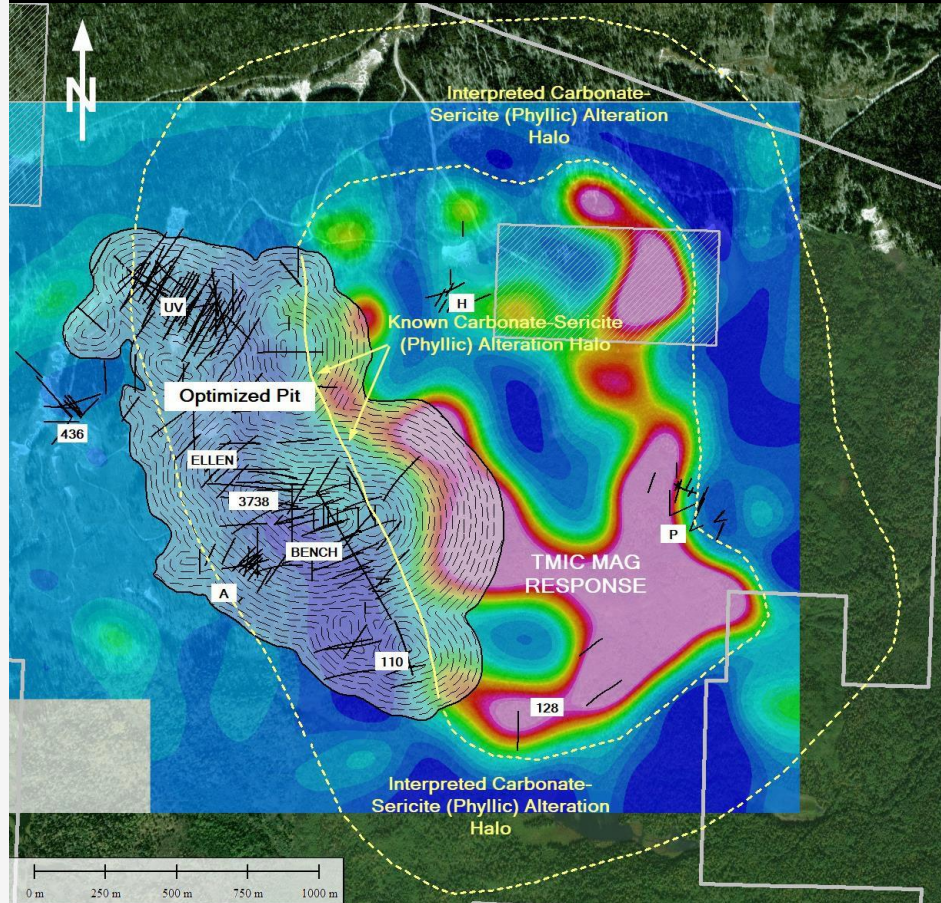 N
Interpreted Carbonate-
Sericite (Phyllic) Alteration
Halo
UV
H
Known Carbonate-Sericite
(Phyllic) Alteration Halo
Optimized Pit
436
ELLEN
3738
BENCH
P
TMIC MAG
RESPONSE
A
110
128
Interpreted Carbonate-
Sericite (Phyllic) Alteration
Halo
0 m 250 m 500 m 750 m 1000 m